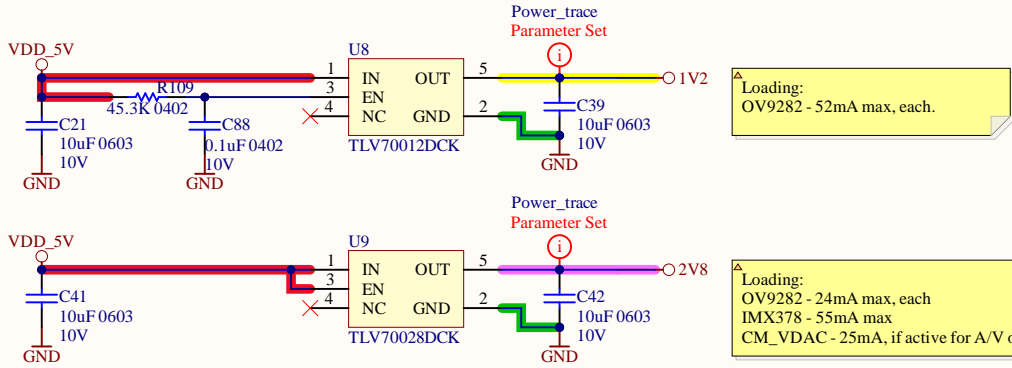 Power_trace
Parameter Set
i
VDD_5V
U8
1 IN OUT 5
1V2
R109
45.3K 0402
3 EN
4 NC GND 2
TLV70012DCK
C21
10uF 0603
10V
GND
C88
0.1uF 0402
10V
GND
C39
10uF 0603
10V
GND
Loading:
OV9282 - 52mA max, each.
Power_trace
Parameter Set
i
VDD_5V
U9
1 IN OUT 5
2V8
3 EN
4 NC GND 2
TLV70028DCK
C41
10uF 0603
10V
GND
C42
10uF 0603
10V
GND
Loading:
OV9282 - 24mA max, each
IMX378 - 55mA max
CM_VDAC - 25mA, if active for A/V